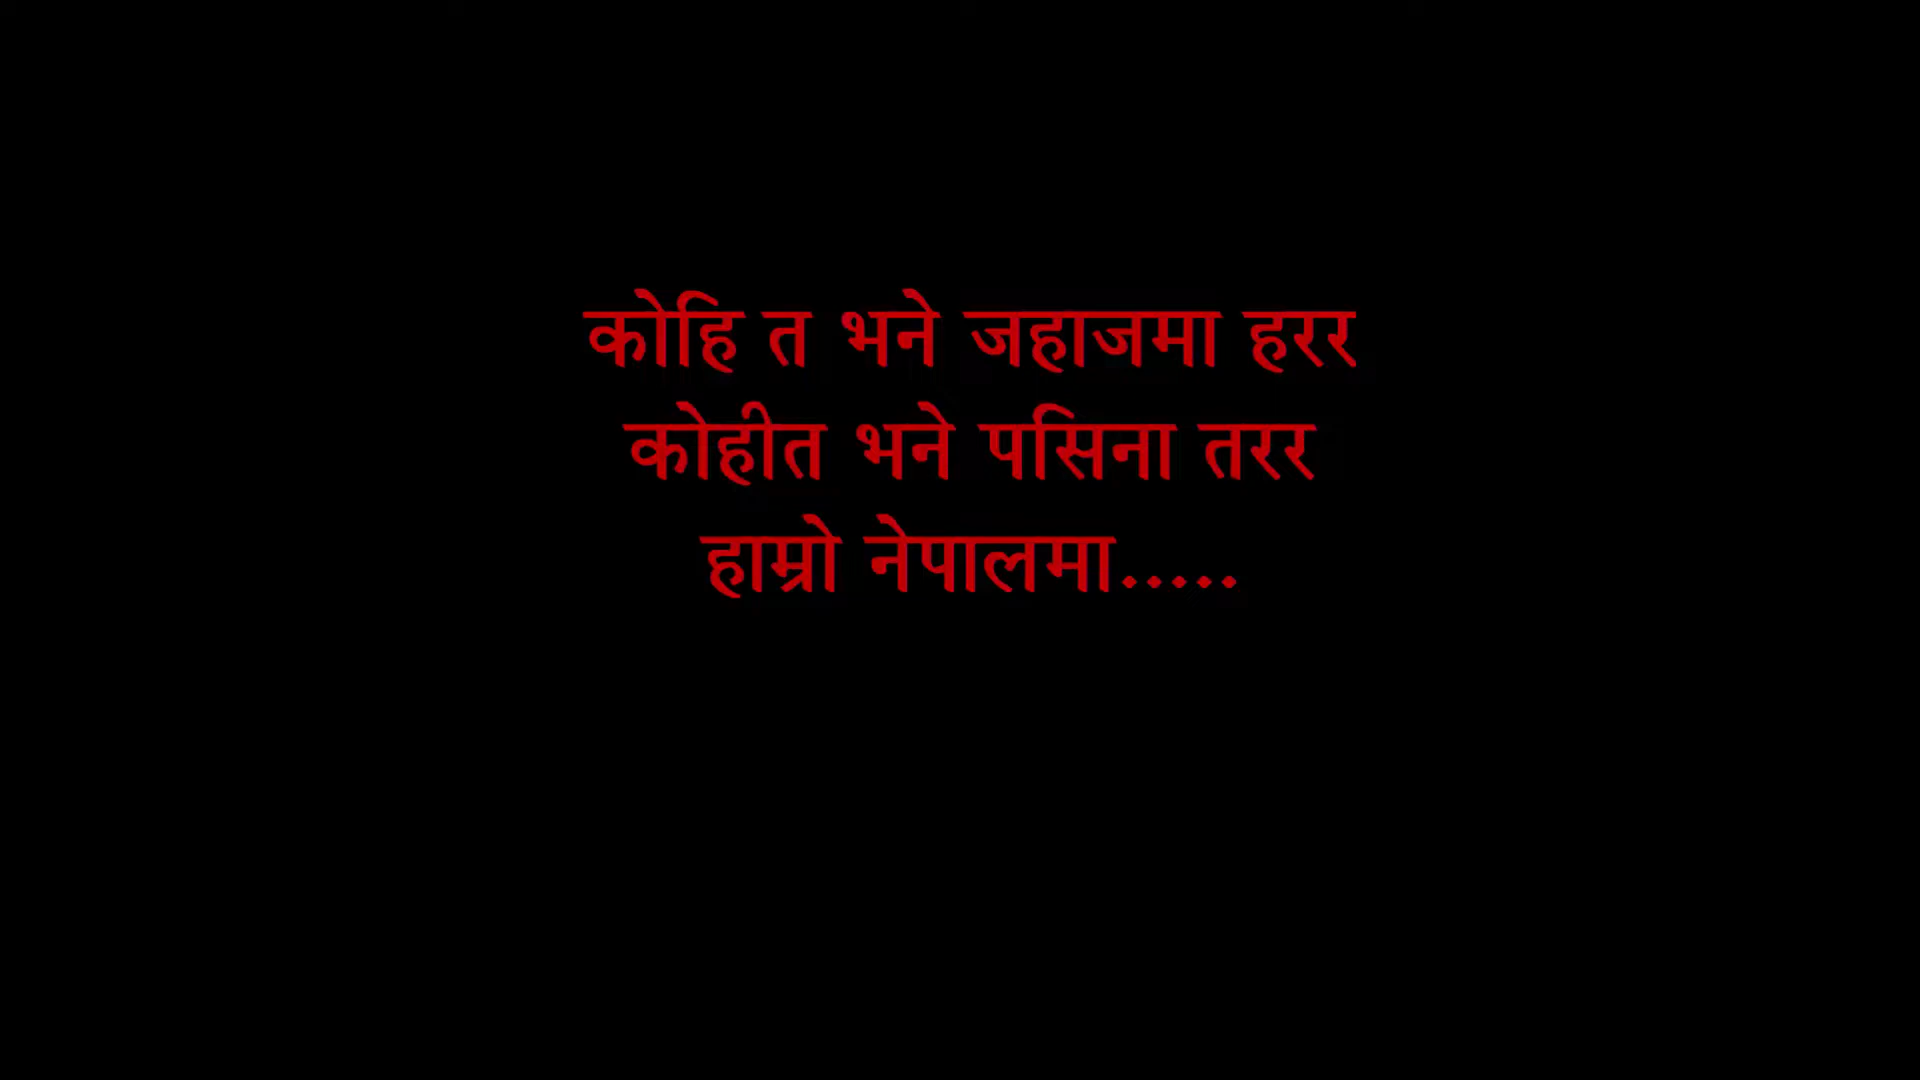 कोहि त भने जहाजमा हरर
कोहीत भने पसिना तरर
हाम्रो नेपालमा.....